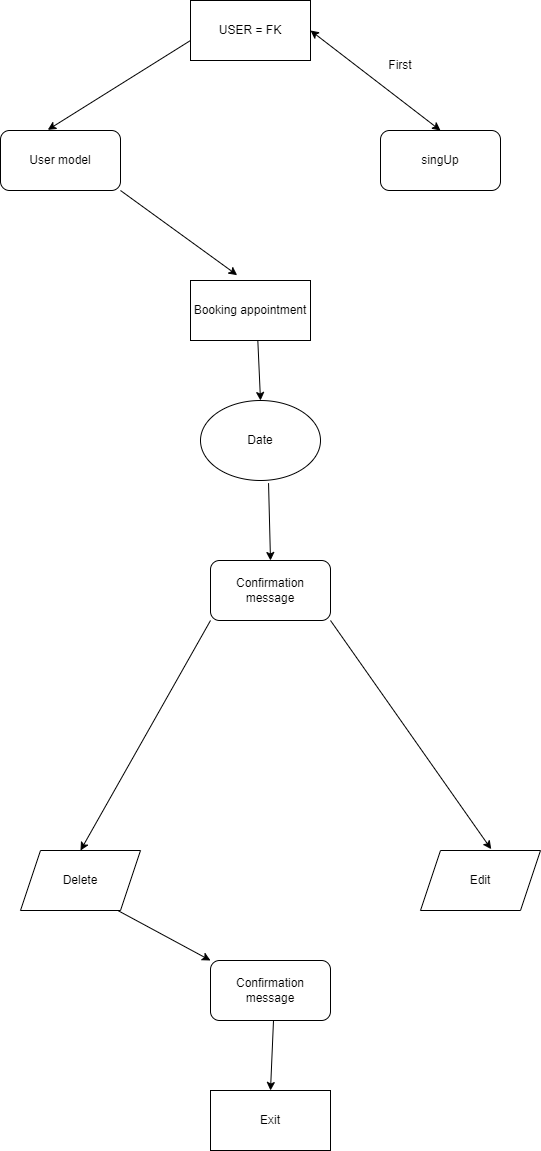 USER = FK
First
User model
singUp
Booking appointment
Date
Confirmation
message
Delete
Edit
Confirmation
message
Exit